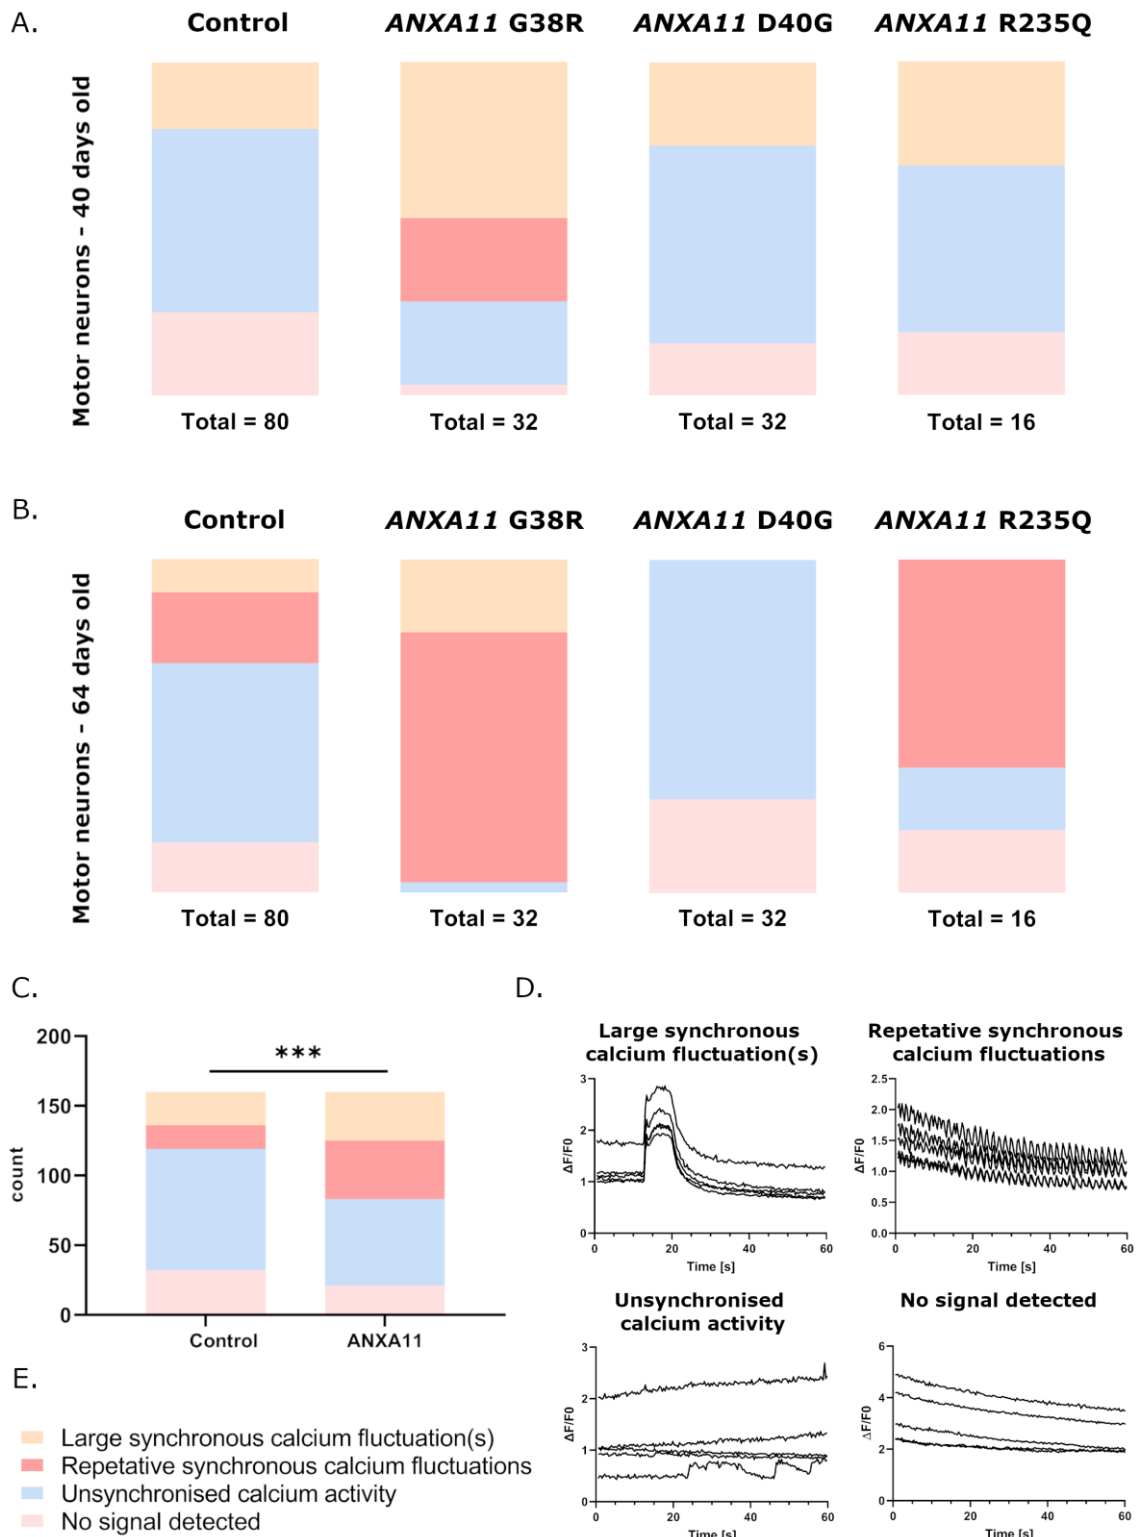 A.
Control
ANXA11 G38R
ANXA11 D40G
ANXA11 R235Q
Motor neurons - 40 days old
Total = 80
Total = 32
Total = 32
Total = 16
B.
Control
ANXA11 G38R
ANXA11 D40G
ANXA11 R235Q
Motor neurons - 64 days old
Total = 80
Total = 32
Total = 32
Total = 16
C.
200
150
100
50
0
count
***
Control
ANXA11
D.
Large synchronous
calcium fluctuation(s)
3
2
1
0
ΔF/F0
0
20
40
60
Time [s]
Repetative synchronous
calcium fluctuations
2.5
2.0
1.5
1.0
0.5
0.0
ΔF/F0
0
20
40
60
Time [s]
Unsynchronised
calcium activity
3
2
1
0
ΔF/F0
0
20
40
60
Time [s]
No signal detected
6
4
2
0
ΔF/F0
0
20
40
60
Time [s]
E.
Large synchronous calcium fluctuation(s)
Repetative synchronous calcium fluctuations
Unsynchronised calcium activity
No signal detected